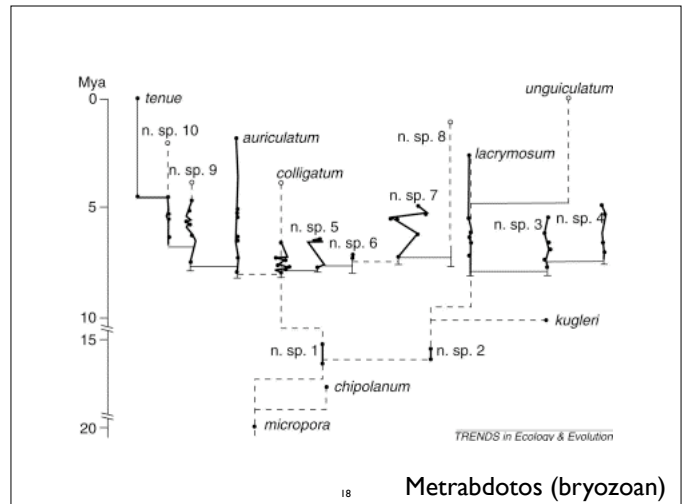 Mya
0
tenue
unguiculatum
n. sp. 10
auriculatum
n. sp. 8
n. sp. 9
colligatum
lacrymosum
n. sp. 7
5
n. sp. 5
n. sp. 3
n. sp. 4
n. sp. 6
10
kugleri
15
n. sp. 1
n. sp. 2
chipolanum
micropora
20
TRENDS in Ecology & Evolution
18
Metrabdotos (bryozoan)